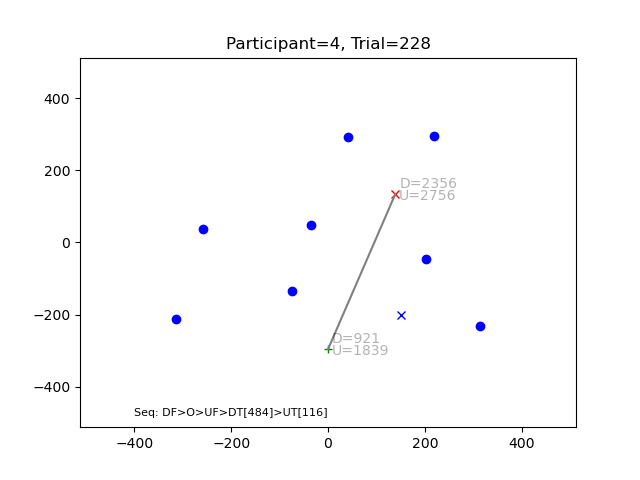 Participant=4, Trial=228
400
200
0
−200
−400
D=2356
U=2756
D=921
U=1839
Seq: DF>O>UF>DT[484]>UT[116]
−400
−200
0
200
400